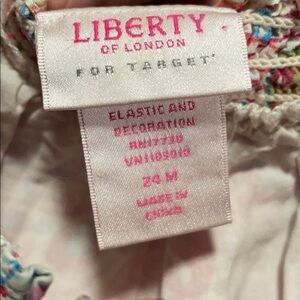 LIBERTY
OF LONDON
FOR TARGET
ELASTIC AND
DECORATION
RN17730
24 M
MADE IN
CHINA